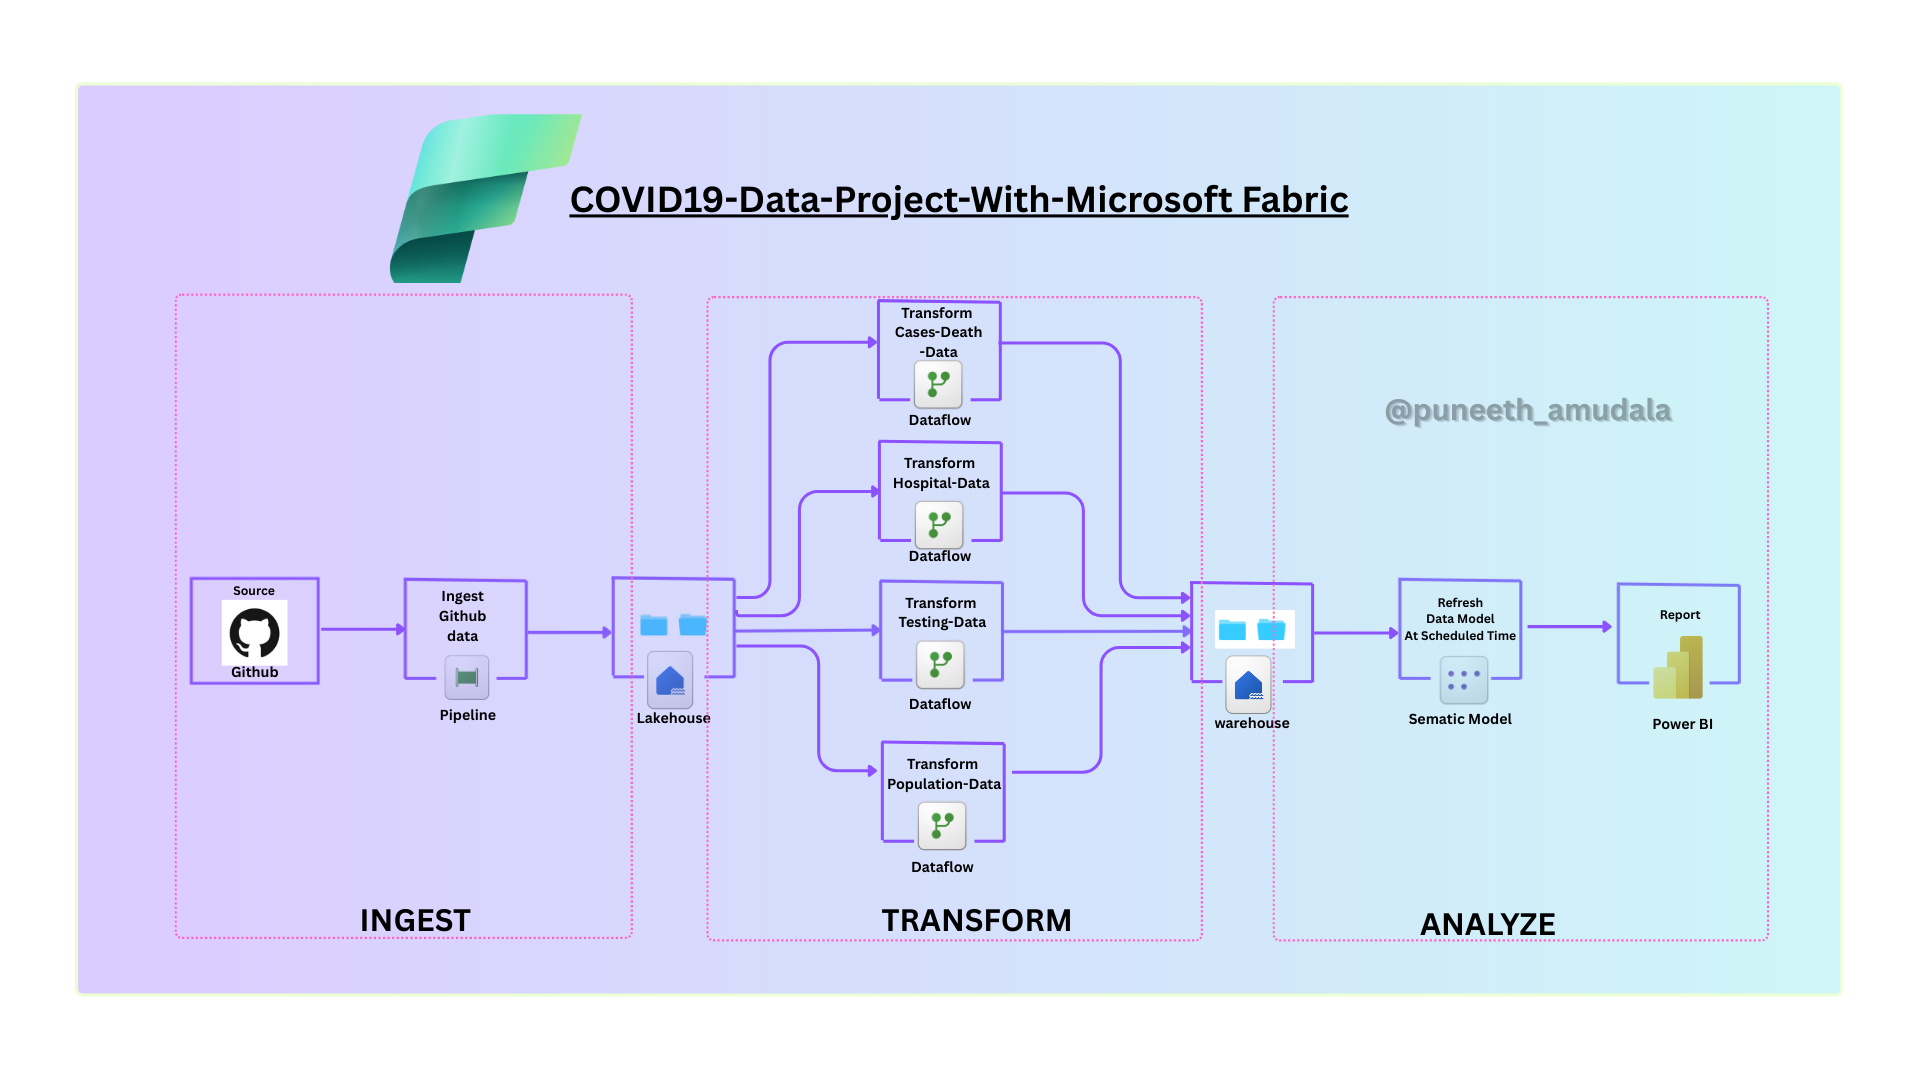 COVID19-Data-Project-With-Microsoft Fabric
Source
Github
Ingest
Github
data
Pipeline
Lakehouse
Transform
Cases-Death
-Data
Dataflow
Transform
Hospital-Data
Dataflow
Transform
Testing-Data
Dataflow
Transform
Population-Data
Dataflow
warehouse
@puneeth_amudala
Refresh
Data Model
At Scheduled Time
Sematic Model
Report
Power BI
INGEST
TRANSFORM
ANALYZE